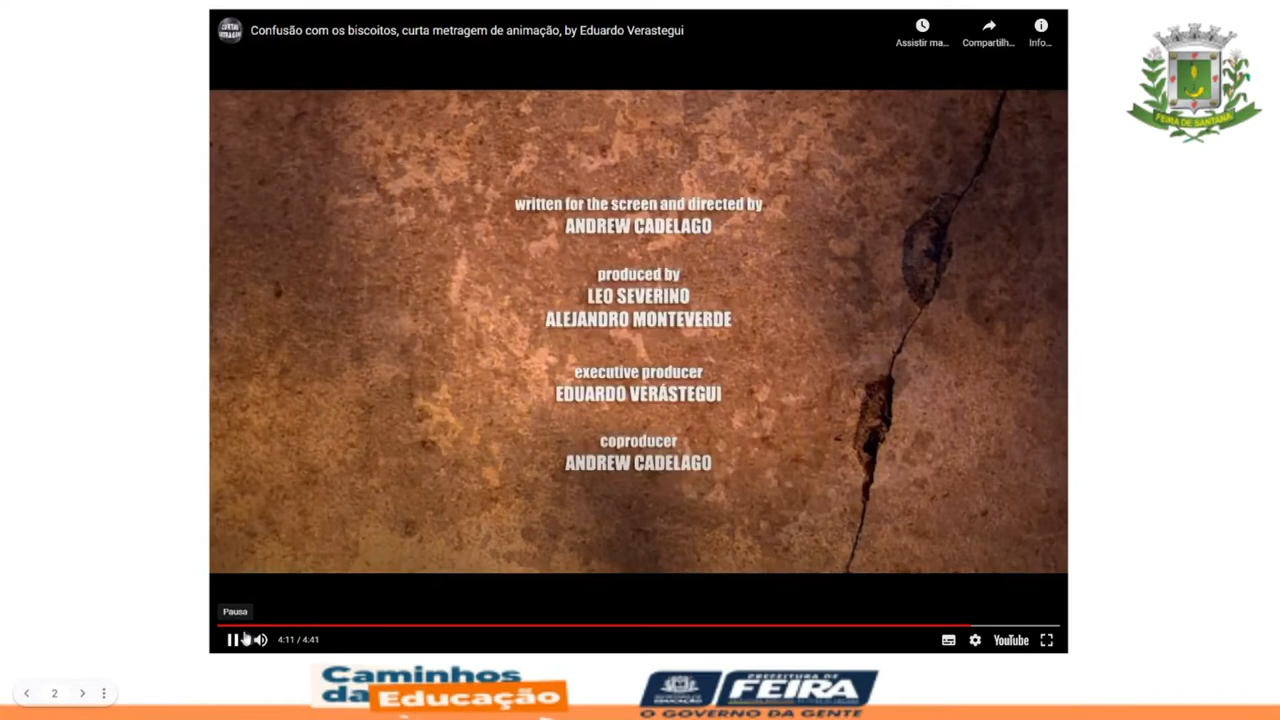 Confusão com os biscoitos, curta metragem de animação, by Eduardo Verastegui
Assistir ma...
Compartilh...
Info...
FEIRA DE SANTANA
written for the screen and directed by
ANDREW CADELAGO
produced by
LEO SEVERINO
ALEJANDRO MONTEVERDE
executive producer
EDUARDO VERÁSTEGUI
coproducer
ANDREW CADELAGO
Pausa
4:11 / 4:41
YouTube
2
Caminhos
da Educação
PREFEITURA DE
FEIRA
O GOVERNO DA GENTE